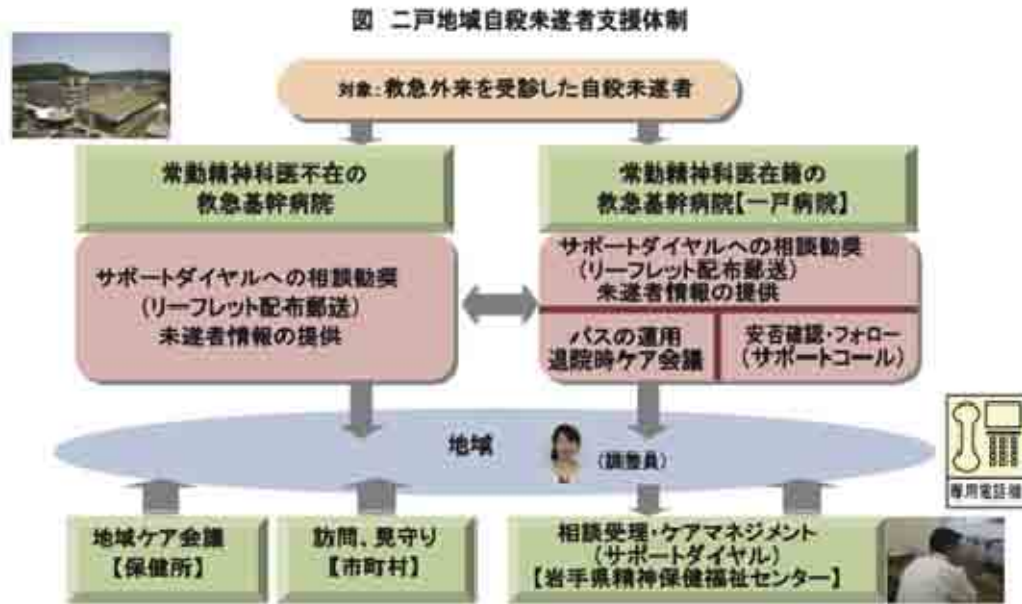 図 二戸地域自殺未遂者支援体制
対象:救急外来を受診した自殺未遂者
常勤精神科医不在の
救急基幹病院
常勤精神科医在籍の
救急基幹病院【一戸病院】
サポートダイヤルへの相談勧奨
(リーフレット配布郵送)
未遂者情報の提供
サポートダイヤルへの相談勧奨
(リーフレット配布郵送)
未遂者情報の提供
パスの運用
退院時ケア会議
安否確認・フォロー
(サポートコール)
地域
(調整員)
専用電話
地域ケア会議
【保健所】
訪問、見守り
【市町村】
相談受理・ケアマネジメント
(サポートダイヤル)
【岩手県精神保健福祉センター】